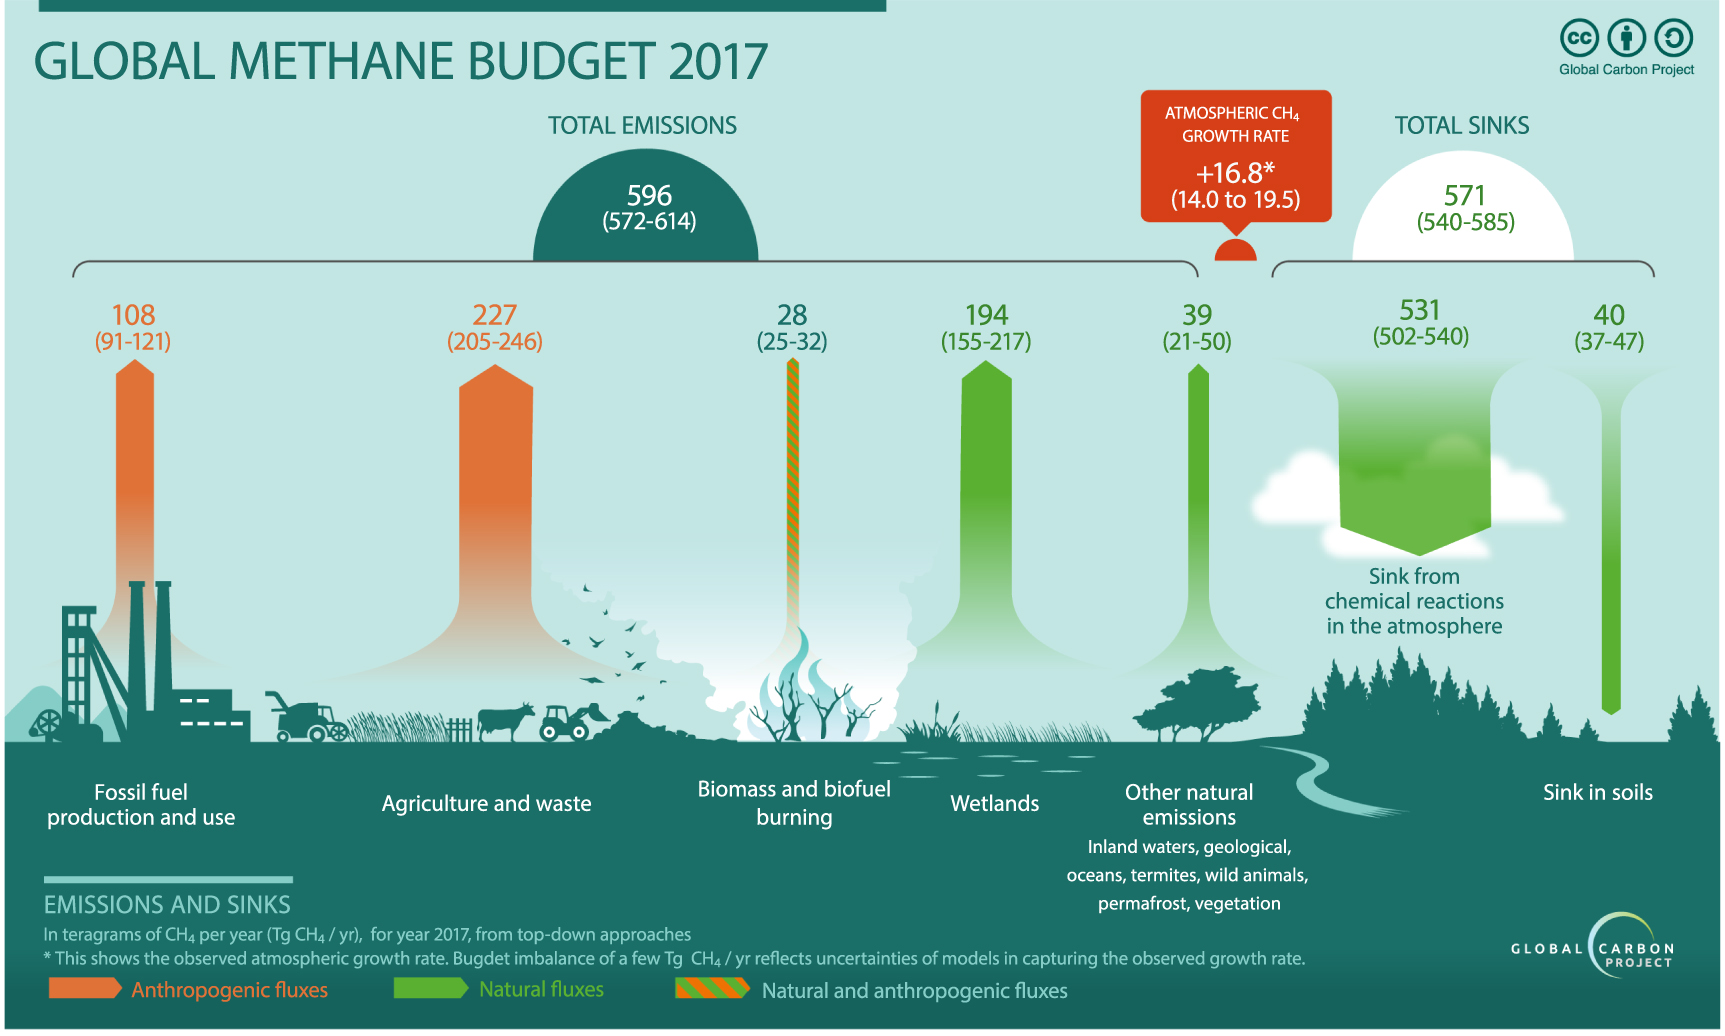 GLOBAL METHANE BUDGET 2017
cc
Global Carbon Project
TOTAL EMISSIONS
596
(572-614)
ATMOSPHERIC CH4
GROWTH RATE
+16.8*
(14.0 to 19.5)
TOTAL SINKS
571
(540-585)
108
(91-121)
227
(205-246)
28
(25-32)
194
(155-217)
39
(21-50)
531
(502-540)
40
(37-47)
Sink from
chemical reactions
in the atmosphere
Fossil fuel
production and use
Agriculture and waste
Biomass and biofuel
burning
Wetlands
Other natural
emissions
Inland waters, geological,
oceans, termites, wild animals,
permafrost, vegetation
Sink in soils
EMISSIONS AND SINKS
In teragrams of CH4 per year (Tg CH4 / yr), for year 2017, from top-down approaches
* This shows the observed atmospheric growth rate. Bugdet imbalance of a few Tg CH4 / yr reflects uncertainties of models in capturing the observed growth rate.
Anthropogenic fluxes
Natural fluxes
Natural and anthropogenic fluxes
GLOBAL CARBON
PROJECT